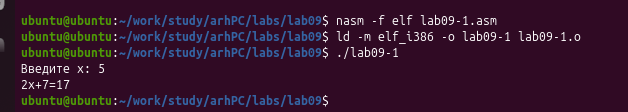 ubuntu@ubuntu:~/work/study/arhPC/labs/lab09$ nasm -f elf lab09-1.asm
ubuntu@ubuntu:~/work/study/arhPC/labs/lab09$ ld -m elf_i386 -o lab09-1 lab09-1.o
ubuntu@ubuntu:~/work/study/arhPC/labs/lab09$ ./lab09-1
Введите x: 5
2x+7=17
ubuntu@ubuntu:~/work/study/arhPC/labs/lab09$